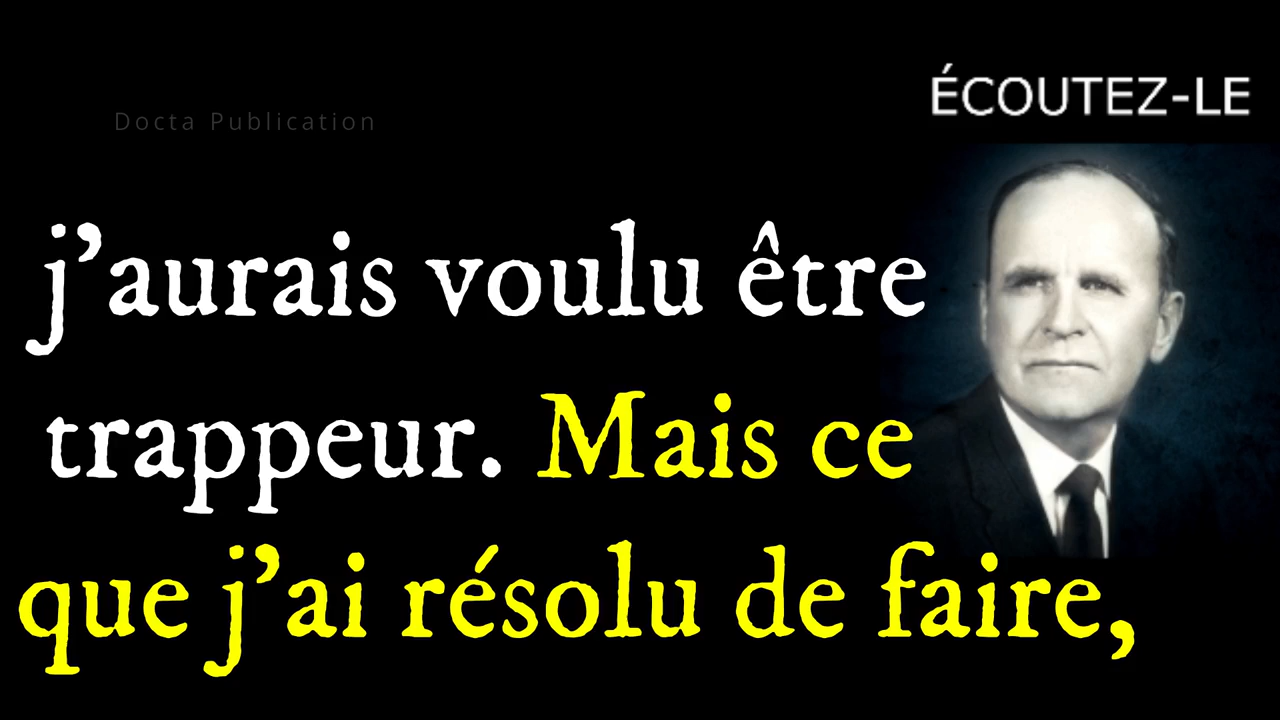 ÉCOUTEZ-LE
Docta Publication
j'aurais voulu être
trappeur. Mais ce
que j'ai résolu de faire,